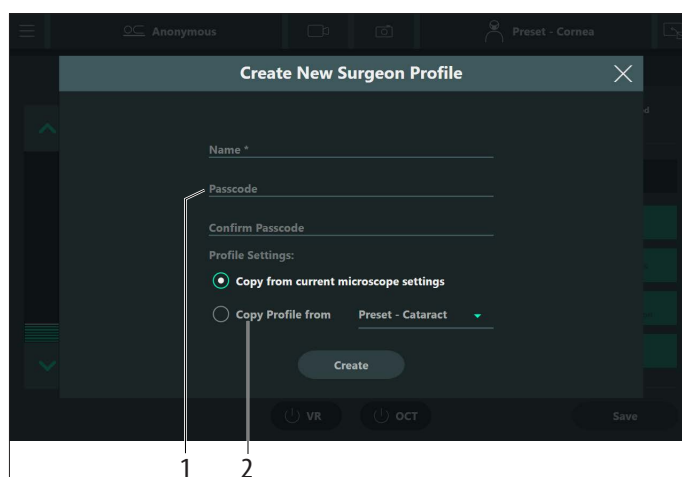 Anonymous Preset - Cornea
Create New Surgeon Profile
d
Name *
Passcode
Confirm Passcode
Profile Settings:
Copy from current microscope settings
Copy Profile from Preset - Cataract
Create
VR OCT Save
1 2